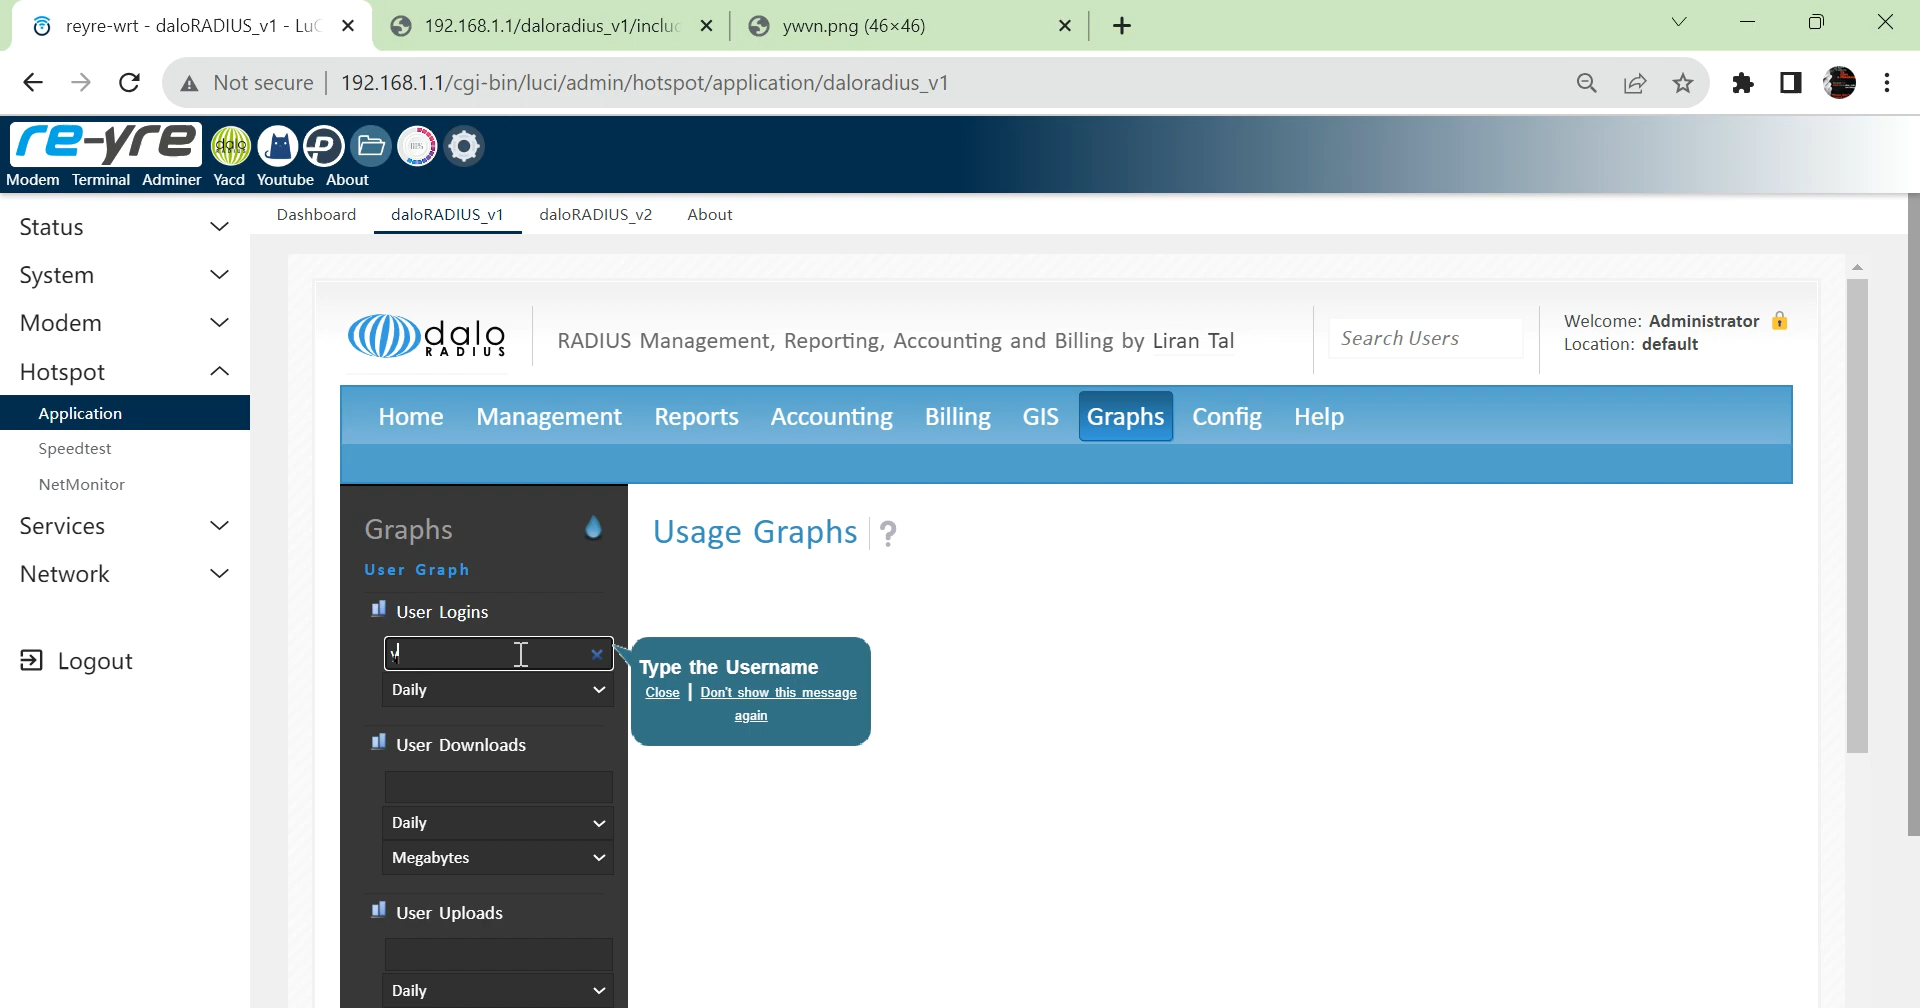 reyre-wrt - daloRADIUS_v1 - LuC
192.168.1.1/daloradius_v1/inclu
ywvn.png (46×46)
Not secure
192.168.1.1/cgi-bin/luci/admin/hotspot/application/daloradius_v1
re-yre
dalo
RADIUS
Modem
Terminal
Adminer
Yacd
Youtube
About
Status
System
Modem
Hotspot
Application
Speedtest
NetMonitor
Services
Network
Logout
Dashboard
daloRADIUS_v1
daloRADIUS_v2
About
dalo
RADIUS
RADIUS Management, Reporting, Accounting and Billing by Liran Tal
Search Users
Welcome: Administrator
Location: default
Home
Management
Reports
Accounting
Billing
GIS
Graphs
Config
Help
Graphs
User Graph
User Logins
v
Daily
User Downloads
Daily
Megabytes
User Uploads
Daily
Usage Graphs
?
Type the Username
Close | Don't show this message
again